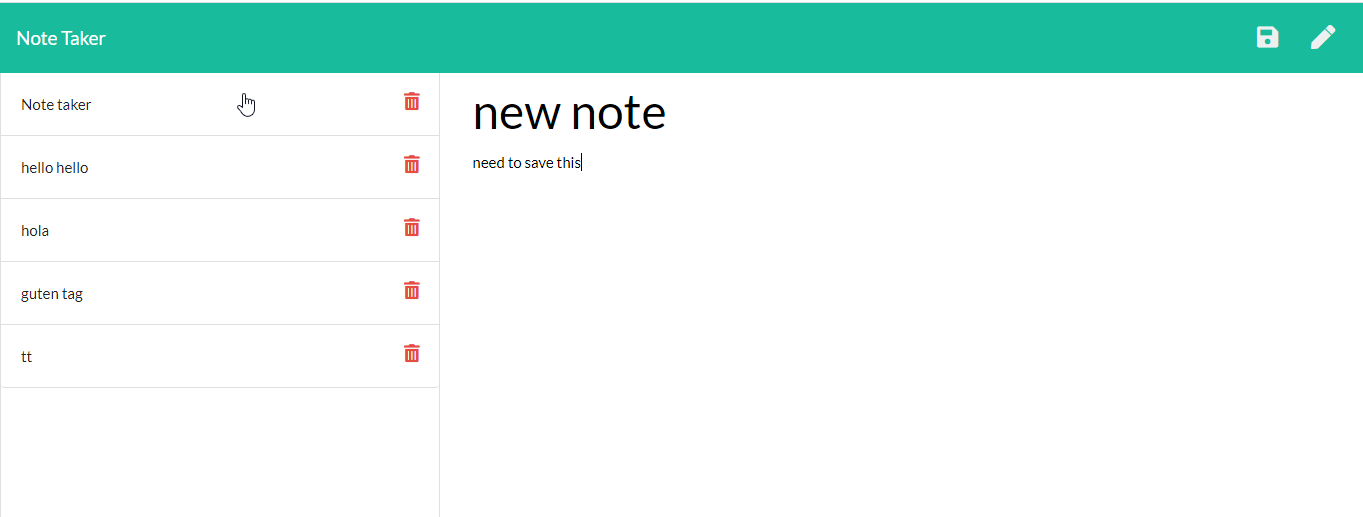 Note Taker
Note taker
hello hello
hola
guten tag
tt
new note
need to save this